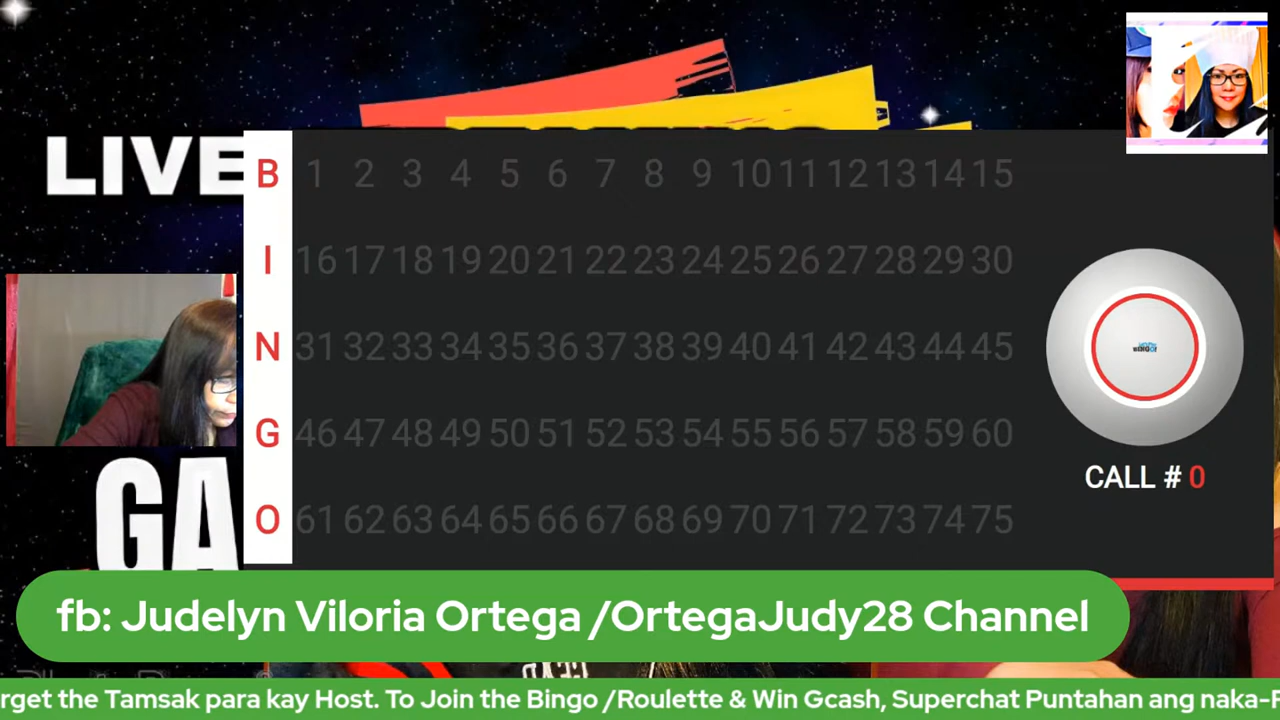 LIVE
B 1 2 3 4 5 6 7 8 9 10 11 12 13 14 15
I 16 17 18 19 20 21 22 23 24 25 26 27 28 29 30
N 31 32 33 34 35 36 37 38 39 40 41 42 43 44 45
G 46 47 48 49 50 51 52 53 54 55 56 57 58 59 60
O 61 62 63 64 65 66 67 68 69 70 71 72 73 74 75
CALL # 0
GA
fb: Judelyn Viloria Ortega /OrtegaJudy28 Channel
rget the Tamsak para kay Host. To Join the Bingo /Roulette & Win Gcash, Superchat Puntahan ang naka-